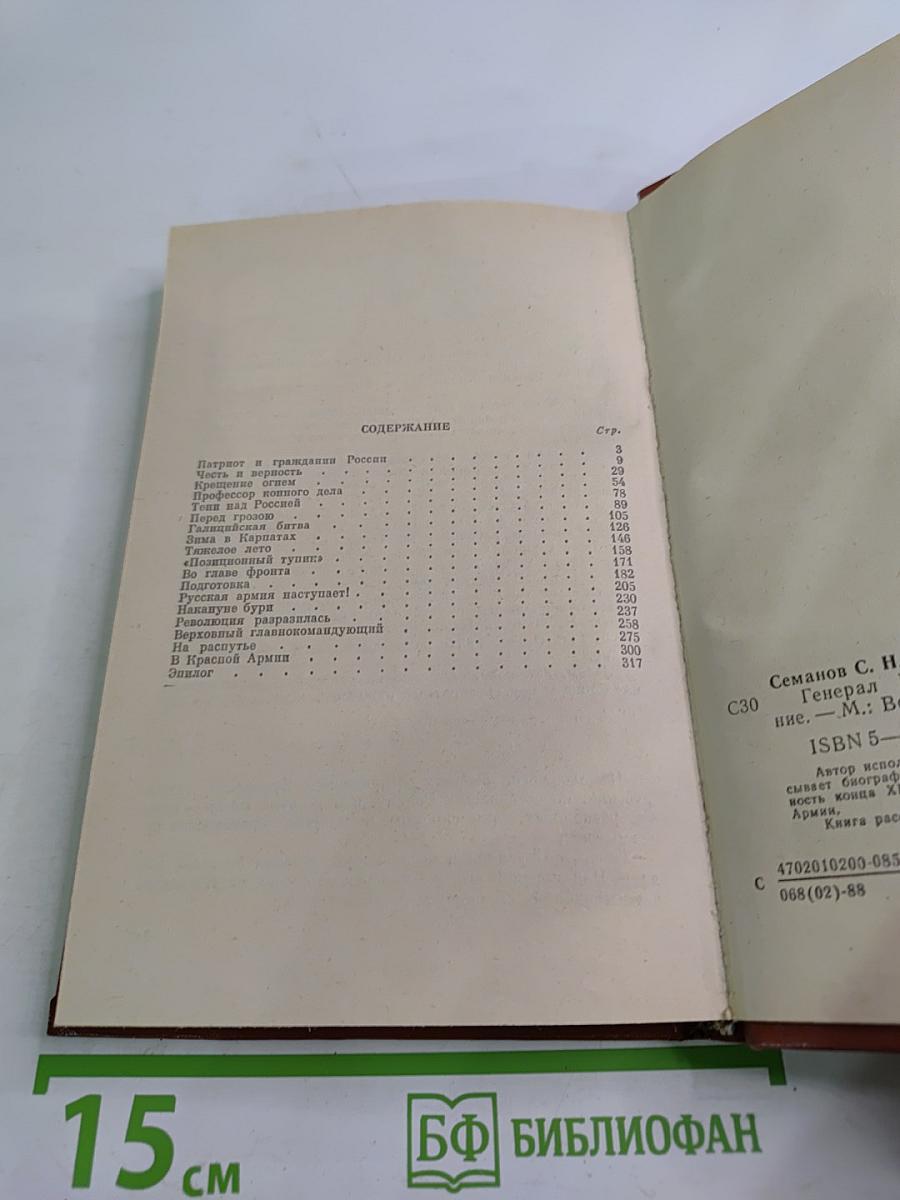 СОДЕРЖАНИЕ
Стр.
Патриот и гражданин России . . . . . . . . . . 3
Честь и верность . . . . . . . . . . 9
Крещение огнем . . . . . . . . . . 29
Профессор конного дела . . . . . . . . . . 54
Тени над Россией . . . . . . . . . . 78
Перед грозою . . . . . . . . . . 89
Галицийская битва . . . . . . . . . . 105
Зима в Карпатах . . . . . . . . . . 126
Тяжелое лето . . . . . . . . . . 146
«Позиционный тупик» . . . . . . . . . . 158
Во главе фронта . . . . . . . . . . 171
Подготовка . . . . . . . . . . 182
Русская армия наступает! . . . . . . . . . . 205
Накануне бури . . . . . . . . . . 230
Революция разразилась . . . . . . . . . . 237
Верховный главнокомандующий . . . . . . . . . . 258
На распутье . . . . . . . . . . 275
В Красной Армии . . . . . . . . . . 300
Эпилог . . . . . . . . . . 317
Семанов С. Н.
С30
Генерал
ние. — М.:
ISBN 5—
Автор испол
сывает биограф
ность конца XI
Армии.
Книга расс
С
4702010200-085
068(02)-88
15 см
БФ БИБЛИОФАН